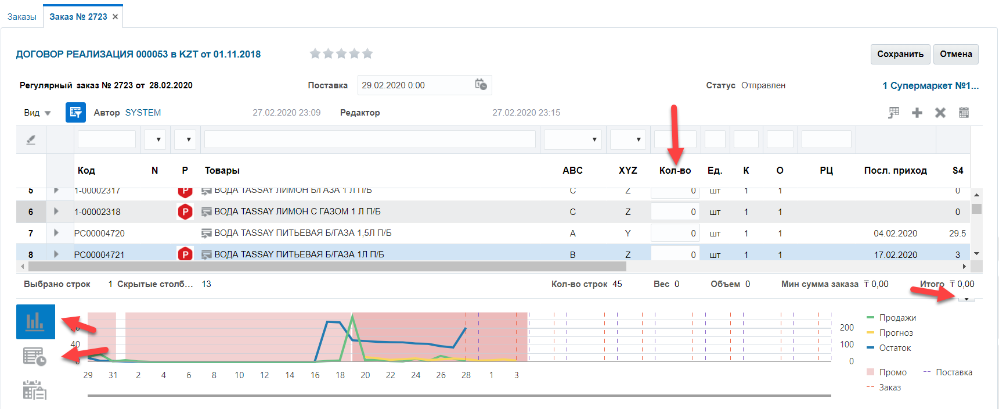 Заказы Заказ № 2723 ×
ДОГОВОР РЕАЛИЗАЦИЯ 000053 в KZT от 01.11.2018 Сохранить Отмена
Регулярный заказ № 2723 от 28.02.2020 Поставка 29.02.2020 0:00 Статус Отправлен 1 Супермаркет №1...
Вид Автор SYSTEM 27.02.2020 23:09 Редактор 27.02.2020 23:15
Код N P Товары ABC XYZ Кол-во Ед. К О РЦ Посл. приход S4
5 1-00002317 P ВОДА TASSAY ЛИМОН Б/ГАЗА 1 Л П/Б C Z 0 шт 1 1 0
6 1-00002318 P ВОДА TASSAY ЛИМОН С ГАЗОМ 1 Л П/Б C Z 0 шт 1 1 0
7 РС00004720 ВОДА TASSAY ПИТЬЕВАЯ Б/ГАЗА 1,5Л П/Б A Y 0 шт 1 1 04.02.2020 29.5
8 РС00004721 P ВОДА TASSAY ПИТЬЕВАЯ Б/ГАЗА 1Л П/Б B Z 0 шт 1 1 17.02.2020 3
Выбрано строк 1 Скрытые столб... 13 Кол-во строк 45 Вес 0 Объем 0 Мин сумма заказа ₸ 0,00 Итого ₸ 0,00
Продажи
200
Прогноз
40 100
Остаток
0 0
29 31 2 4 6 8 10 12 14 16 18 20 22 24 26 28 1 3
Промо Поставка
Заказ